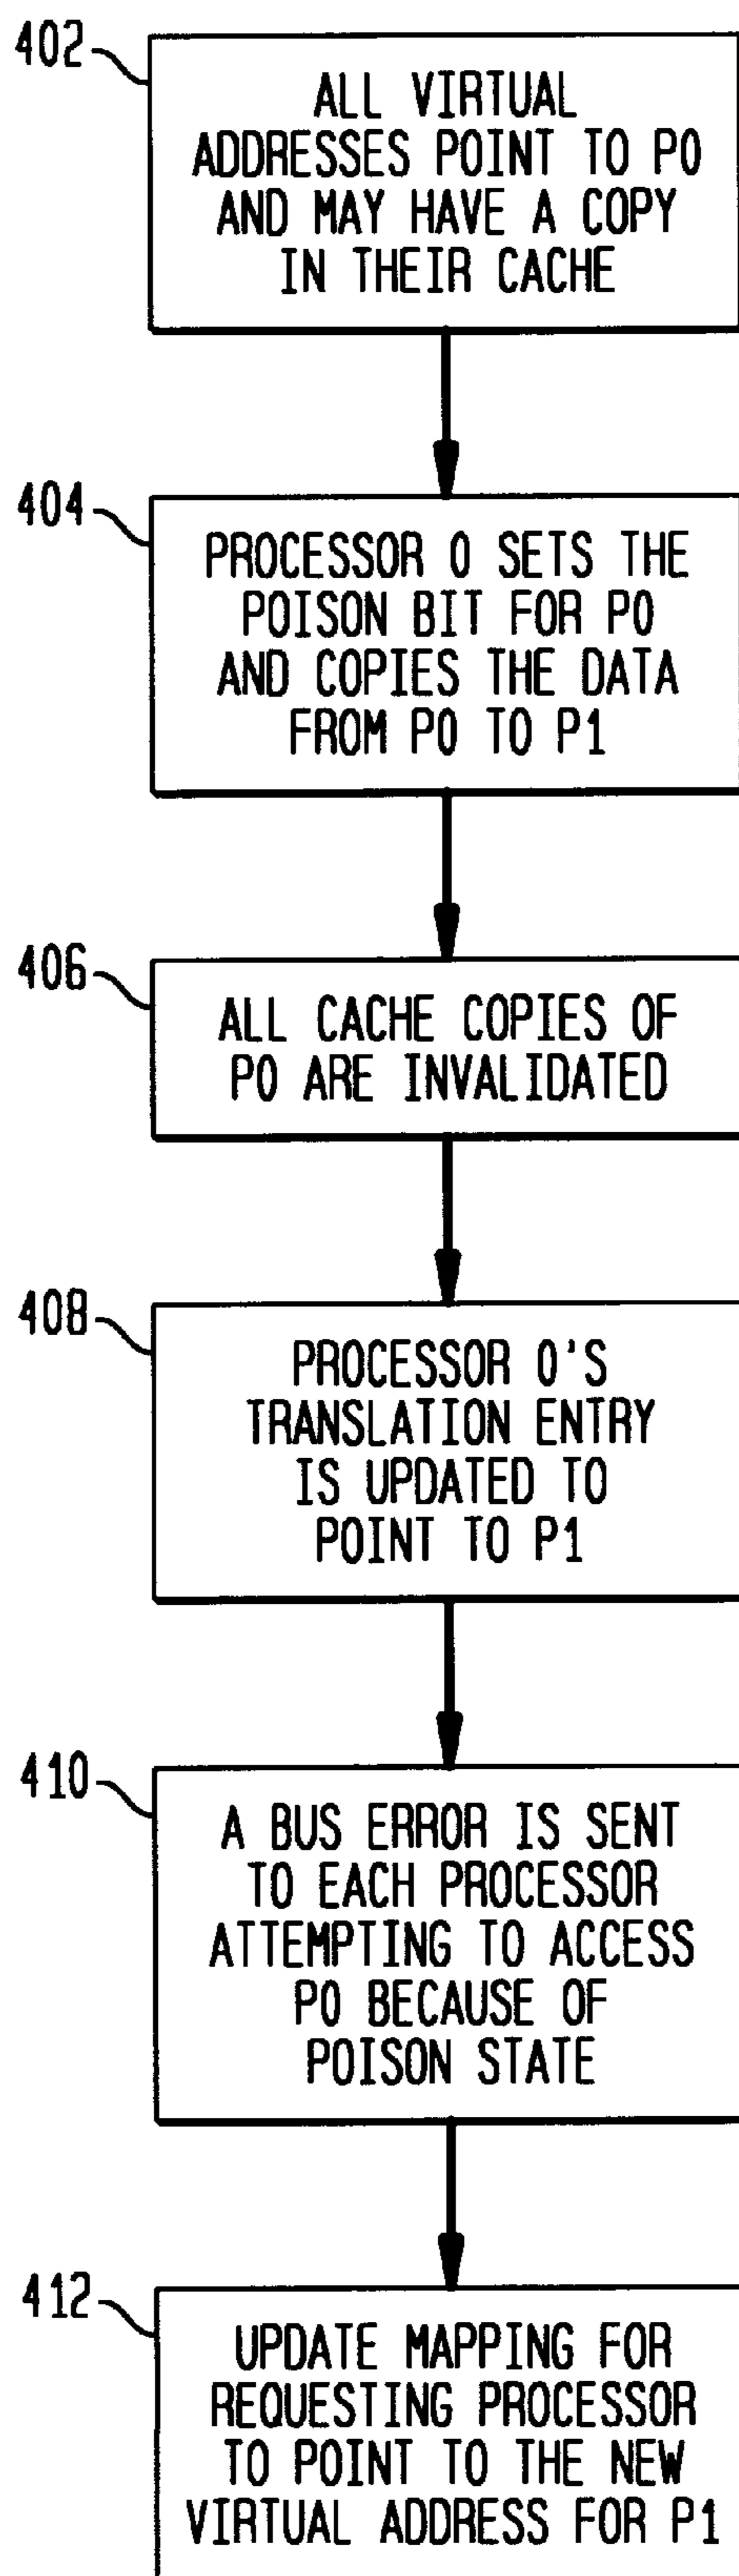 402
ALL VIRTUAL
ADDRESSES POINT TO P0
AND MAY HAVE A COPY
IN THEIR CACHE
404
PROCESSOR 0 SETS THE
POISON BIT FOR P0
AND COPIES THE DATA
FROM P0 TO P1
406
ALL CACHE COPIES OF
P0 ARE INVALIDATED
408
PROCESSOR 0'S
TRANSLATION ENTRY
IS UPDATED TO
POINT TO P1
410
A BUS ERROR IS SENT
TO EACH PROCESSOR
ATTEMPTING TO ACCESS
P0 BECAUSE OF
POISON STATE
412
UPDATE MAPPING FOR
REQUESTING PROCESSOR
TO POINT TO THE NEW
VIRTUAL ADDRESS FOR P1